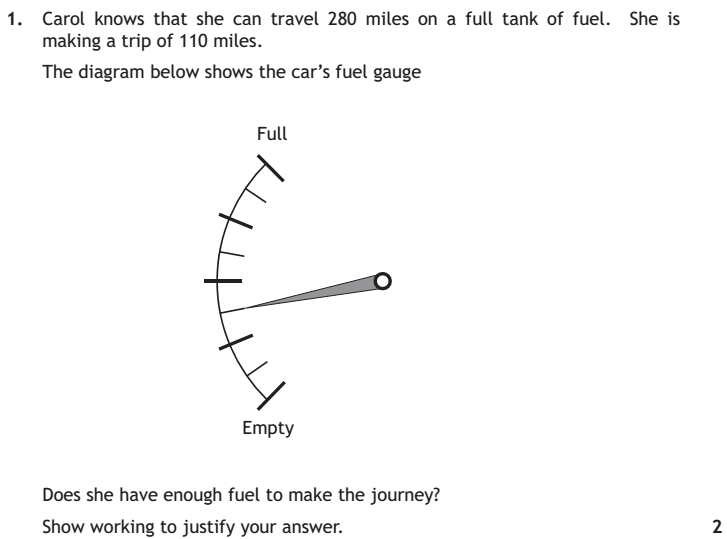 1. Carol knows that she can travel 280 miles on a full tank of fuel. She is
making a trip of 110 miles.
The diagram below shows the car's fuel gauge
Full
Empty
Does she have enough fuel to make the journey?
Show working to justify your answer. 2